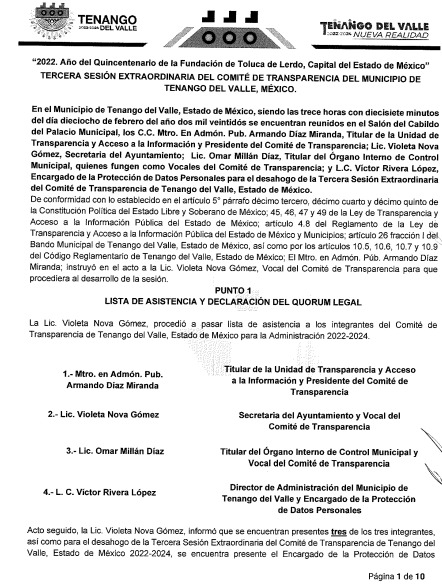 TENANGO
DEL VALLE
2022-2024
TENANGO DEL VALLE
2022-2024 NUEVA REALIDAD
"2022. Año del Quincentenario de la Fundación de Toluca de Lerdo, Capital del Estado de México"
TERCERA SESIÓN EXTRAORDINARIA DEL COMITÉ DE TRANSPARENCIA DEL MUNICIPIO DE
TENANGO DEL VALLE, MÉXICO.
En el Municipio de Tenango del Valle, Estado de México, siendo las trece horas con diecisiete minutos
del día dieciocho de febrero del año dos mil veintidós se encuentran reunidos en el Salón del Cabildo
del Palacio Municipal, los C.C. Mtro. En Admón. Pub. Armando Díaz Miranda, Titular de la Unidad de
Transparencia y Acceso a la Información y Presidente del Comité de Transparencia; Lic. Violeta Nova
Gómez, Secretaria del Ayuntamiento; Lic. Omar Millán Díaz, Titular del Órgano Interno de Control
Municipal, quienes fungen como Vocales del Comité de Transparencia; y L.C. Víctor Rivera López,
Encargado de la Protección de Datos Personales para el desahogo de la Tercera Sesión Extraordinaria
del Comité de Transparencia de Tenango del Valle, Estado de México.
De conformidad con lo establecido en el artículo 5° párrafo décimo tercero, décimo cuarto y décimo quinto de
la Constitución Política del Estado Libre y Soberano de México; 45, 46, 47 y 49 de la Ley de Transparencia y
Acceso a la Información Pública del Estado de México; artículo 4.8 del Reglamento de la Ley de
Transparencia y Acceso a la Información Pública del Estado de México y Municipios; artículo 26 fracción I del
Bando Municipal de Tenango del Valle, Estado de México, así como por los artículos 10.5, 10.6, 10.7 y 10.9
del Código Reglamentario de Tenango del Valle, Estado de México; El Mtro. en Admón. Pub. Armando Díaz
Miranda; instruyó en el acto a la Lic. Violeta Nova Gómez, Vocal del Comité de Transparencia para que
procediera al desarrollo de la sesión.
PUNTO 1
LISTA DE ASISTENCIA Y DECLARACIÓN DEL QUORUM LEGAL
La Lic. Violeta Nova Gómez, procedió a pasar lista de asistencia a los integrantes del Comité de
Transparencia de Tenango del Valle, Estado de México para la Administración 2022-2024.
1.- Mtro. en Admón. Pub.
Armando Díaz Miranda
Titular de la Unidad de Transparencia y Acceso
a la Información y Presidente del Comité de
Transparencia
2.- Lic. Violeta Nova Gómez
Secretaria del Ayuntamiento y Vocal del
Comité de Transparencia
3.- Lic. Omar Millán Díaz
Titular del Órgano Interno de Control Municipal y
Vocal del Comité de Transparencia
4.- L. C. Víctor Rivera López
Director de Administración del Municipio de
Tenango del Valle y Encargado de la Protección
de Datos Personales
Acto seguido, la Lic. Violeta Nova Gómez, informó que se encuentran presentes tres de los tres integrantes,
así como para el desahogo de la Tercera Sesión Extraordinaria del Comité de Transparencia de Tenango del
Valle, Estado de México 2022-2024, se encuentra presente el Encargado de la Protección de Datos
Página 1 de 10